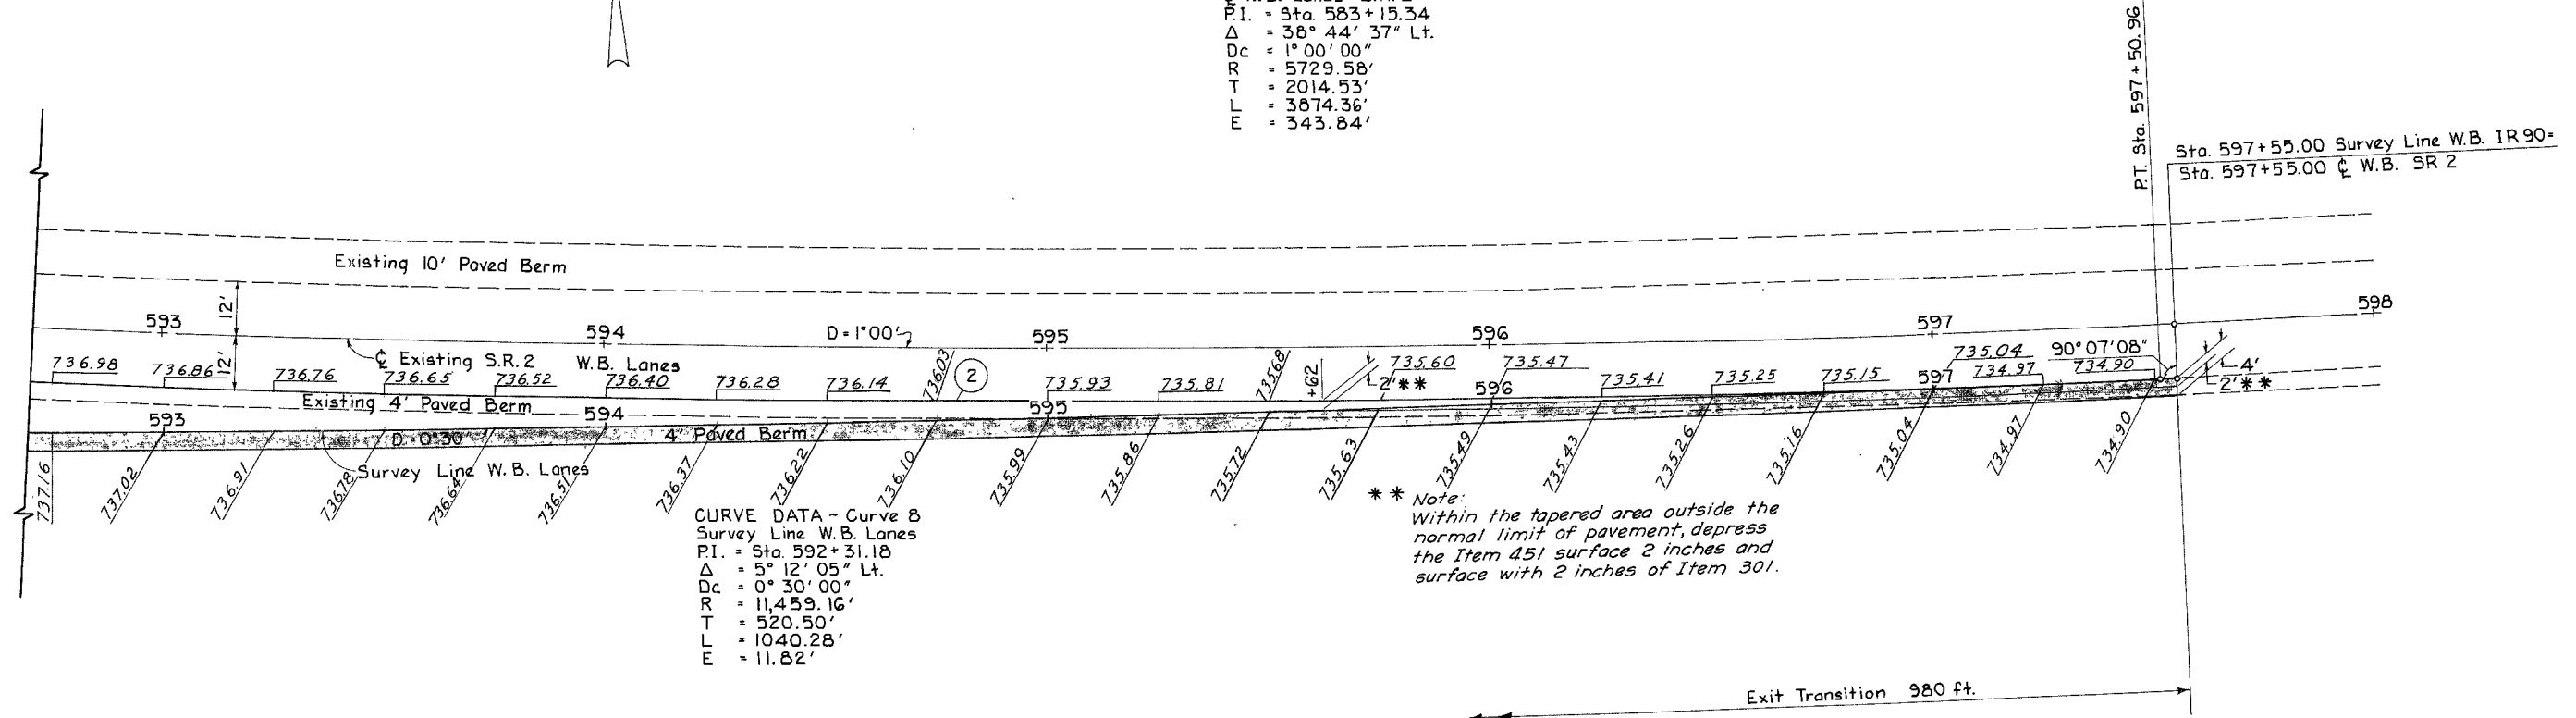 P.I. = Sta. 583+15.34
Δ = 38° 44' 37" Lt.
Dc = 1° 00' 00"
R = 5729.58'
T = 2014.53'
L = 3874.36'
E = 343.84'
P.T. Sta. 597+50.96
Sta. 597+55.00 Survey Line W.B. IR90=
Sta. 597+55.00 ℄ W.B. SR 2
Existing 10' Paved Berm
12'
12'
593
594
D=1°00'
595
596
597
598
℄ Existing S.R.2 W.B. Lanes
736.98
736.86
736.76
736.65
736.52
736.40
736.28
736.14
736.03
2
735.93
735.81
735.68
+62
2'**
735.60
735.47
735.41
735.25
735.15
735.04
734.97
90°07'08"
734.90
4'
2'**
Existing 4' Paved Berm
593
594
595
596
597
D=0°30'
4' Paved Berm
Survey Line W.B. Lanes
737.16
737.02
736.91
736.78
736.64
736.51
736.37
736.22
736.10
735.99
735.86
735.72
735.63
735.49
735.43
735.26
735.16
735.04
734.97
734.90
CURVE DATA ~ Curve 8
Survey Line W.B. Lanes
P.I. = Sta. 592+31.18
Δ = 5° 12' 05" Lt.
Dc = 0° 30' 00"
R = 11,459.16'
T = 520.50'
L = 1040.28'
E = 11.82'
** Note:
Within the tapered area outside the
normal limit of pavement, depress
the Item 451 surface 2 inches and
surface with 2 inches of Item 301.
Exit Transition 980 ft.